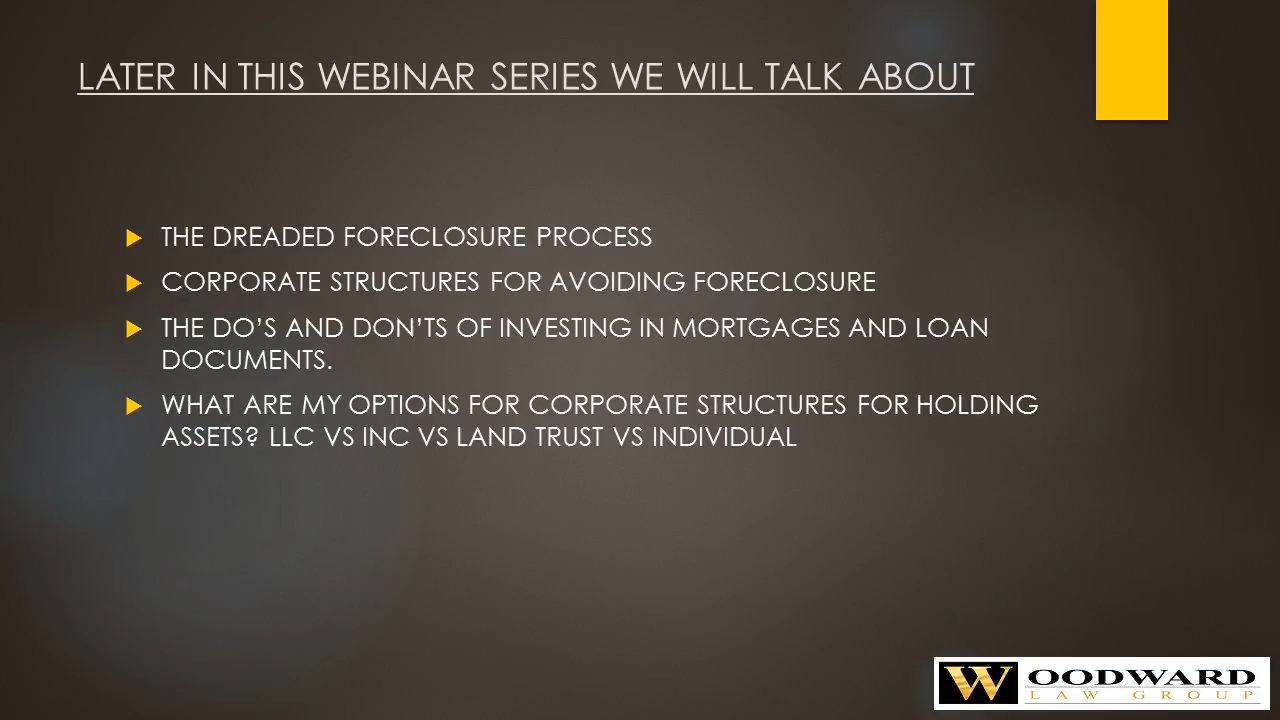 LATER IN THIS WEBINAR SERIES WE WILL TALK ABOUT
THE DREADED FORECLOSURE PROCESS
CORPORATE STRUCTURES FOR AVOIDING FORECLOSURE
THE DO’S AND DON’TS OF INVESTING IN MORTGAGES AND LOAN
DOCUMENTS.
WHAT ARE MY OPTIONS FOR CORPORATE STRUCTURES FOR HOLDING
ASSETS? LLC VS INC VS LAND TRUST VS INDIVIDUAL
WOODWARD
LAW GROUP